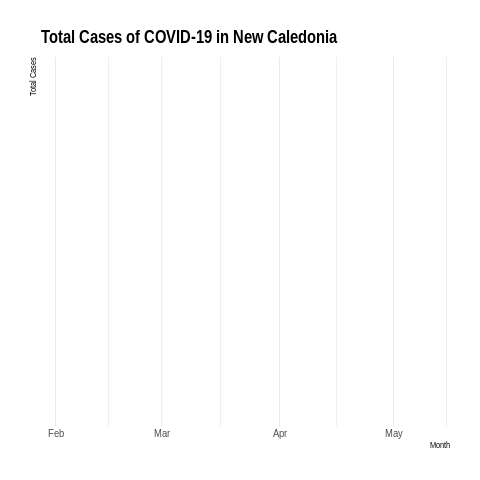 Total Cases of COVID-19 in New Caledonia
Total Cases
Feb Mar Apr May
Month